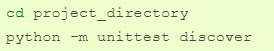 cd project_directory
python -m unittest discover